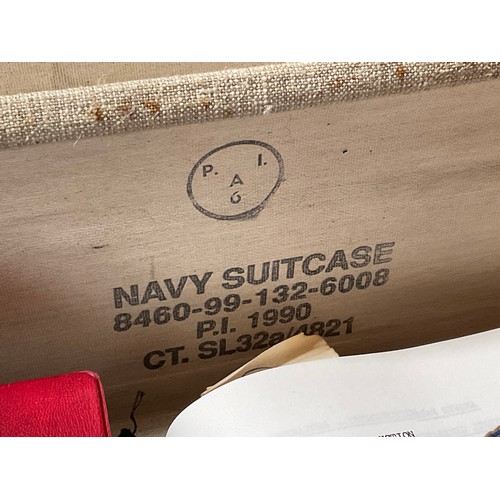 P. I.
A
6
NAVY SUITCASE
8460-99-132-6008
P.I. 1990
CT. SL32a/4821